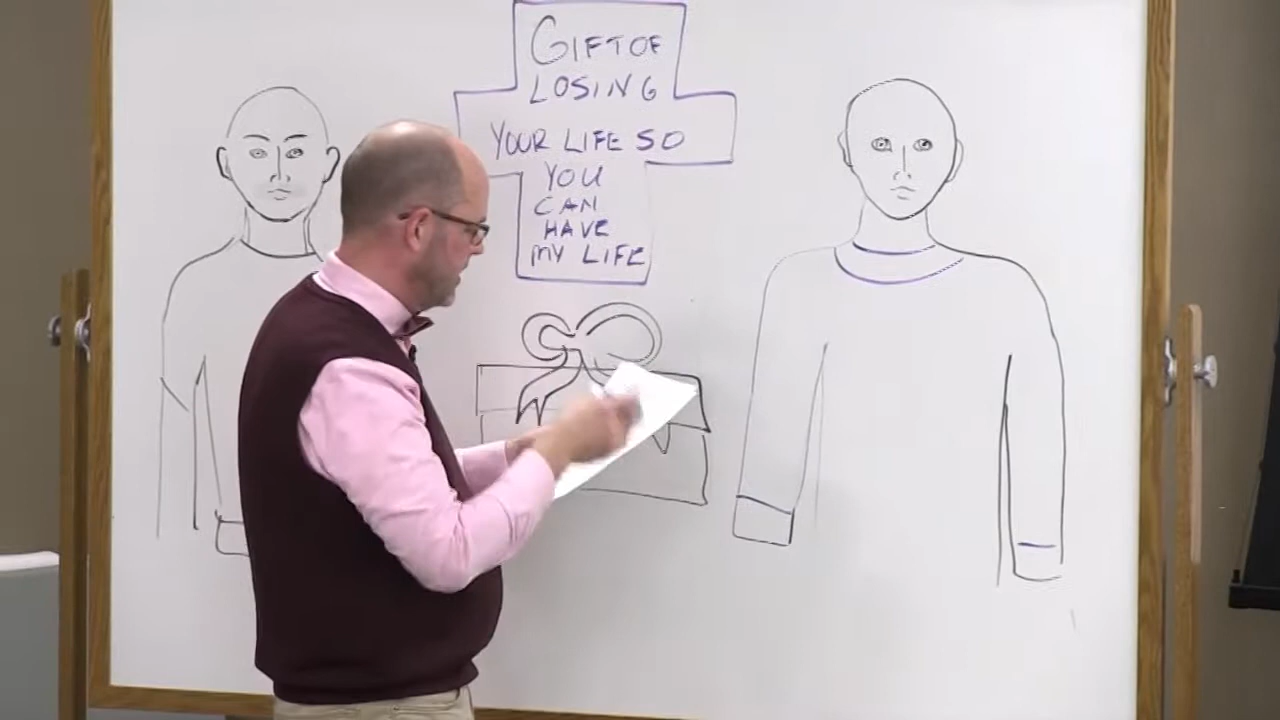 GIFT OF
LOSING
YOUR LIFE SO
YOU
CAN
HAVE
MY LIFE